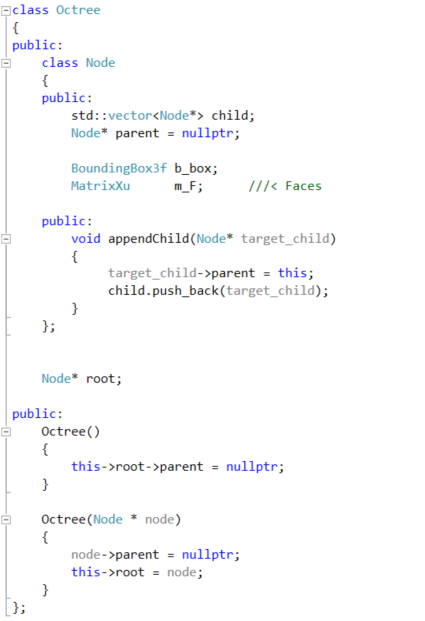 class Octree
{
public:
    class Node
    {
    public:
        std::vector<Node*> child;
        Node* parent = nullptr;

        BoundingBox3f b_box;
        MatrixXu      m_F;      ///< Faces

    public:
        void appendChild(Node* target_child)
        {
             target_child->parent = this;
             child.push_back(target_child);
        }
    };


    Node* root;

public:
    Octree()
    {
        this->root->parent = nullptr;
    }

    Octree(Node * node)
    {
        node->parent = nullptr;
        this->root = node;
    }
};